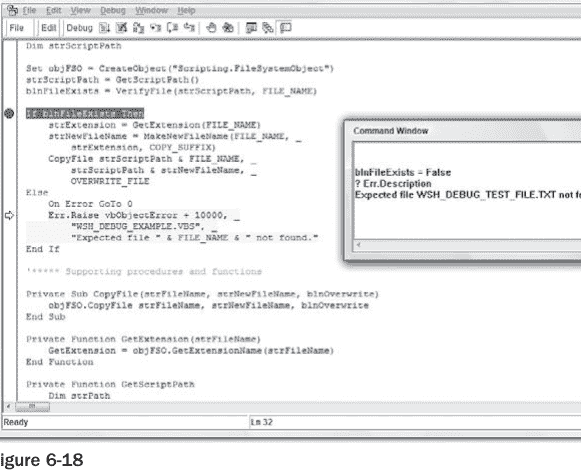 File Edit View Debug Window Help
File Edit Debug
Dim strScriptPath
Set objFSO = CreateObject("Scripting.FileSystemObject")
strScriptPath = GetScriptPath()
blnFileExists = VerifyFile(strScriptPath, FILE_NAME)
If blnFileExists Then
strExtension = GetExtension(FILE_NAME)
strNewFileName = MakeNewFileName(FILE_NAME, _
strExtension, COPY_SUFFIX)
CopyFile strScriptPath & FILE_NAME, _
strScriptPath & strNewFileName, _
OVERWRITE_FILE
Else
On Error GoTo 0
Err.Raise vbObjectError + 10000, _
"WSH_DEBUG_EXAMPLE.VBS", _
"Expected file " & FILE_NAME & " not found."
End If
'***** Supporting procedures and functions
Private Sub CopyFile(strFileName, strNewFileName, blnOverwrite)
objFSO.CopyFile strFileName, strNewFileName, blnOverwrite
End Sub
Private Function GetExtension(strFileName)
GetExtension = objFSO.GetExtensionName(strFileName)
End Function
Private Function GetScriptPath
Dim strPath
Command Window
blnFileExists = False
? Err.Description
Expected file WSH_DEBUG_TEST_FILE.TXT not f
Ready
Ln 32
igure 6-18